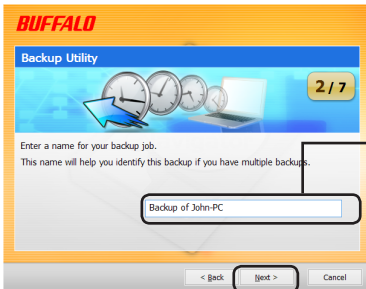 BUFFALO
Backup Utility
2 / 7
Enter a name for your backup job.
This name will help you identify this backup if you have multiple backups.
Backup of John-PC
< Back
Next >
Cancel